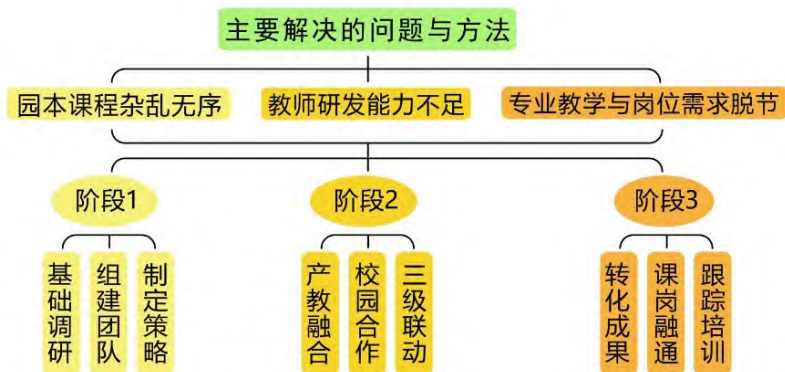 主要解决的问题与方法
园本课程杂乱无序
教师研发能力不足
专业教学与岗位需求脱节
阶段1
阶段2
阶段3
基础调研
组建团队
制定策略
产教融合
校园合作
三级联动
转化成果
课岗融通
跟踪培训